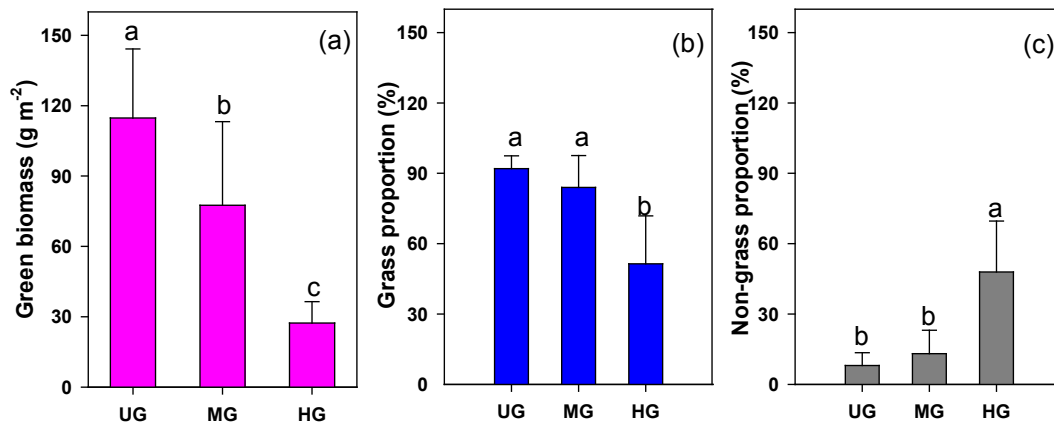 (a)
Green biomass (g m⁻²)
150
120
90
60
30
0
a
b
c
UG MG HG
(b)
Grass proportion (%)
150
120
90
60
30
0
a
a
b
UG MG HG
(c)
Non-grass proportion (%)
150
120
90
60
30
0
b
b
a
UG MG HG